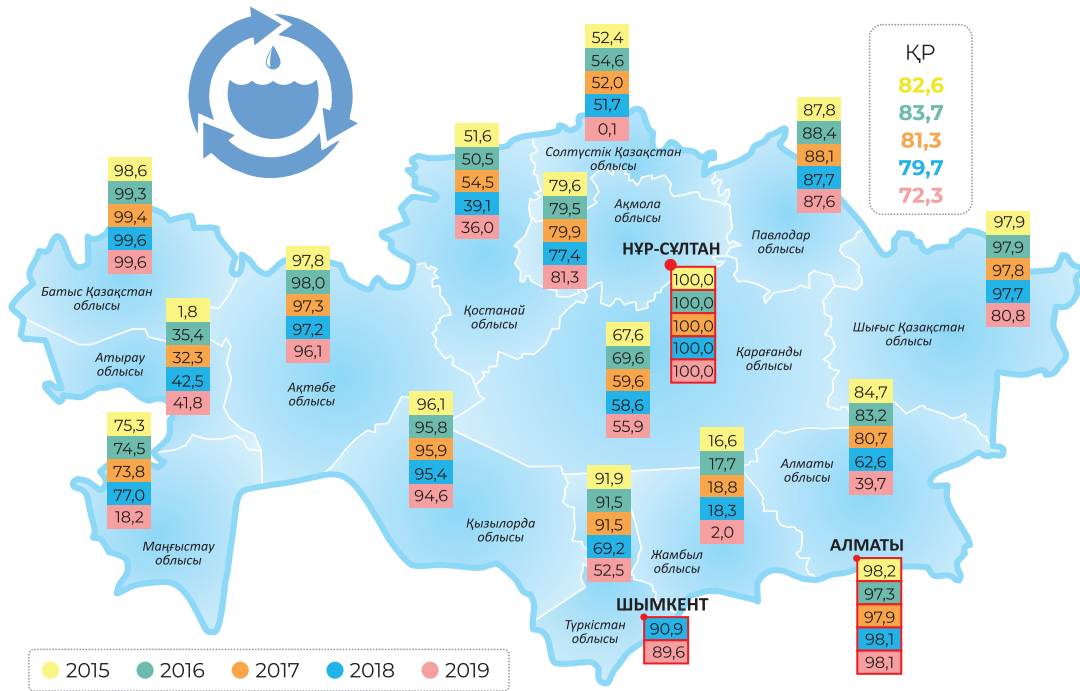 52,4
54,6
52,0
51,7
0,1
Солтүстік Қазақстан
облысы
ҚР
82,6
83,7
81,3
79,7
72,3
87,8
88,4
88,1
87,7
87,6
Павлодар
облысы
51,6
50,5
54,5
39,1
36,0
Қостанай
облысы
79,6
79,5
79,9
77,4
81,3
Ақмола
облысы
НҰР-СҰЛТАН
100,0
100,0
100,0
100,0
100,0
98,6
99,3
99,4
99,6
99,6
Батыс Қазақстан
облысы
97,9
97,9
97,8
97,7
80,8
Шығыс Қазақстан
облысы
97,8
98,0
97,3
97,2
96,1
Ақтөбе
облысы
1,8
35,4
32,3
42,5
41,8
Атырау
облысы
67,6
69,6
59,6
58,6
55,9
Қарағанды
облысы
75,3
74,5
73,8
77,0
18,2
Маңғыстау
облысы
96,1
95,8
95,9
95,4
94,6
Қызылорда
облысы
84,7
83,2
80,7
62,6
39,7
Алматы
облысы
16,6
17,7
18,8
18,3
2,0
Жамбыл
облысы
91,9
91,5
91,5
69,2
52,5
Түркістан
облысы
АЛМАТЫ
98,2
97,3
97,9
98,1
98,1
ШЫМКЕНТ
90,9
89,6
2015 2016 2017 2018 2019